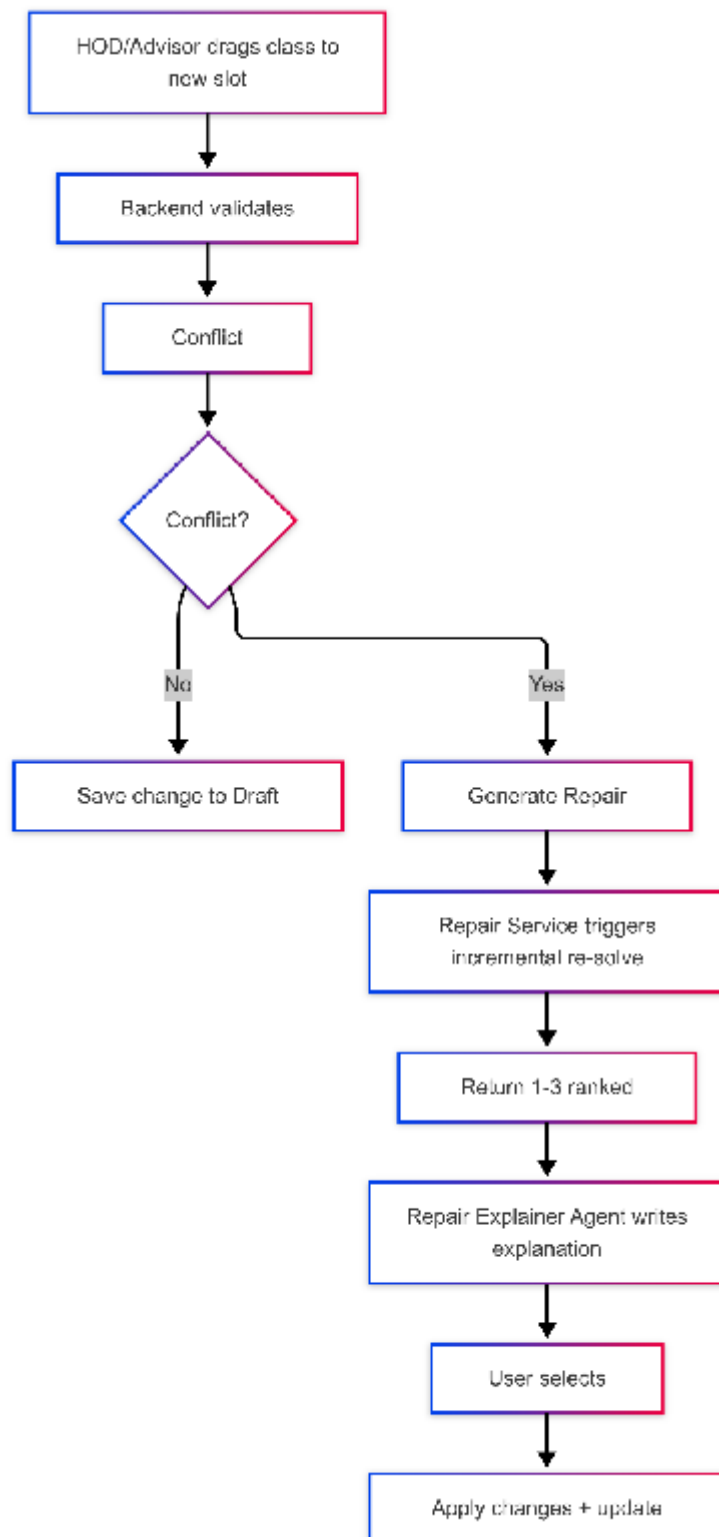 HOD/Advisor drags class to
new slot
Backend validates
Conflict
Conflict?
No
Yes
Save change to Draft
Generate Repair
Repair Service triggers
incremental re-solve
Return 1-3 ranked
Repair Explainer Agent writes
explanation
User selects
Apply changes + update